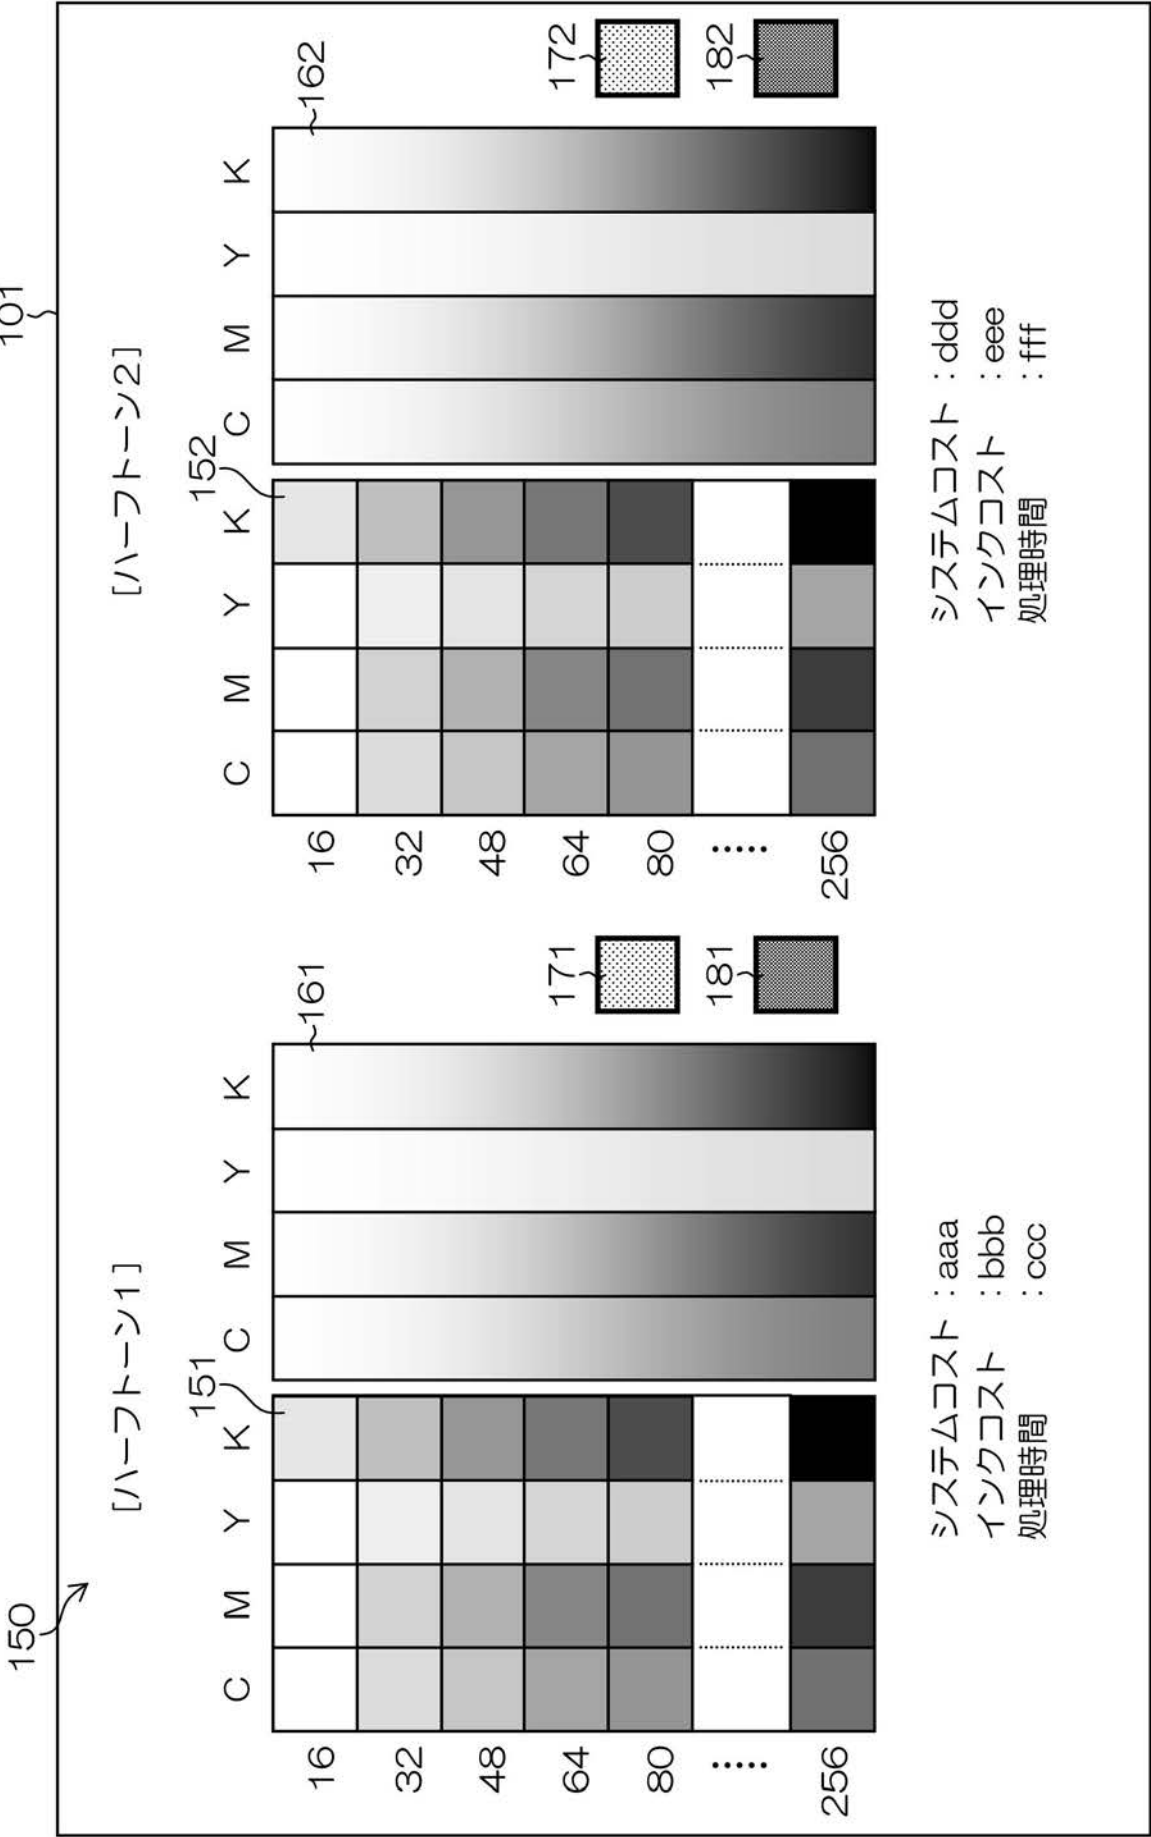 150
101
[ハーフトーン1]
151
161
C M Y K C M Y K
16
32
48
64
80
.....
256
171
181
システムコスト :aaa
インクコスト :bbb
処理時間 :ccc
[ハーフトーン2]
152
162
C M Y K C M Y K
16
32
48
64
80
.....
256
172
182
システムコスト :ddd
インクコスト :eee
処理時間 :fff